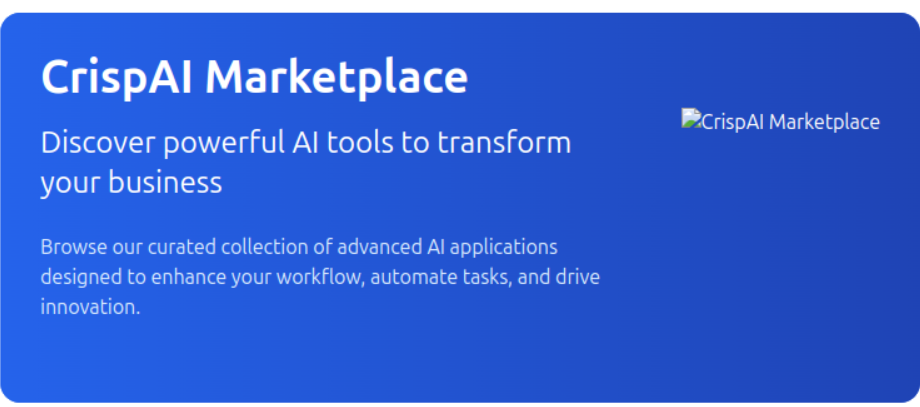 CrispAI Marketplace
Discover powerful AI tools to transform
your business
CrispAI Marketplace
Browse our curated collection of advanced AI applications
designed to enhance your workflow, automate tasks, and drive
innovation.